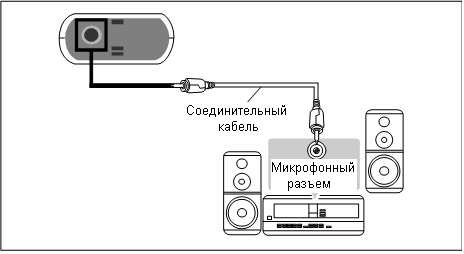 Соединительный
кабель
Микрофонный
разъем